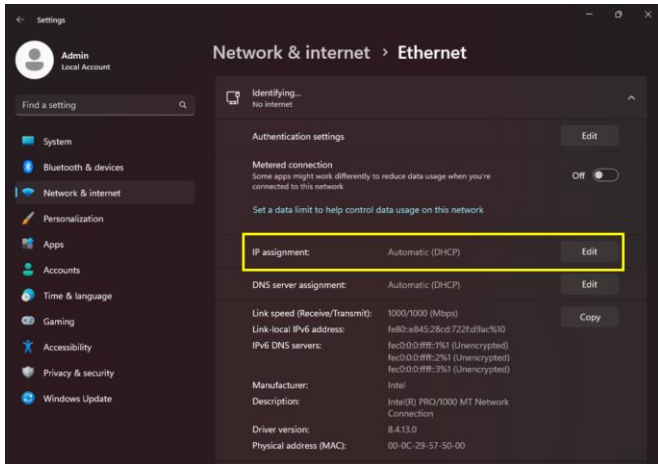 Settings
Admin
Local Account
Find a setting
System
Bluetooth & devices
Network & internet
Personalization
Apps
Accounts
Time & language
Gaming
Accessibility
Privacy & security
Windows Update
Network & internet > Ethernet
Identifying...
No internet
Authentication settings Edit
Metered connection
Some apps might work differently to reduce data usage when you're
connected to this network
Off
Set a data limit to help control data usage on this network
IP assignment: Automatic (DHCP) Edit
DNS server assignment: Automatic (DHCP) Edit
Link speed (Receive/Transmit): 1000/1000 (Mbps) Copy
Link-local IPv6 address: fe80::e845:28cd:722f:d9ac%10
IPv6 DNS servers: fec0:0:0:ffff::1%1 (Unencrypted)
fec0:0:0:ffff::2%1 (Unencrypted)
fec0:0:0:ffff::3%1 (Unencrypted)
Manufacturer: Intel
Description: Intel(R) PRO/1000 MT Network
Connection
Driver version: 8.4.13.0
Physical address (MAC): 00-0C-29-57-50-00